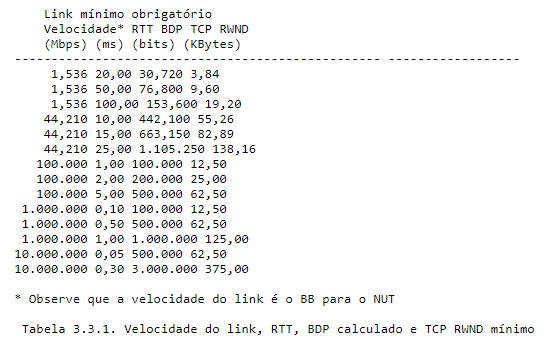 Link mínimo obrigatório
Velocidade* RTT BDP TCP RWND
(Mbps) (ms) (bits) (KBytes)
------------------------------------------------ -----------------
1,536 20,00 30,720 3,84
1,536 50,00 76,800 9,60
1,536 100,00 153,600 19,20
44,210 10,00 442,100 55,26
44,210 15,00 663,150 82,89
44,210 25,00 1.105.250 138,16
100.000 1,00 100.000 12,50
100.000 2,00 200.000 25,00
100.000 5,00 500.000 62,50
1.000.000 0,10 100.000 12,50
1.000.000 0,50 500.000 62,50
1.000.000 1,00 1.000.000 125,00
10.000.000 0,05 500.000 62,50
10.000.000 0,30 3.000.000 375,00
* Observe que a velocidade do link é o BB para o NUT
Tabela 3.3.1. Velocidade do link, RTT, BDP calculado e TCP RWND mínimo